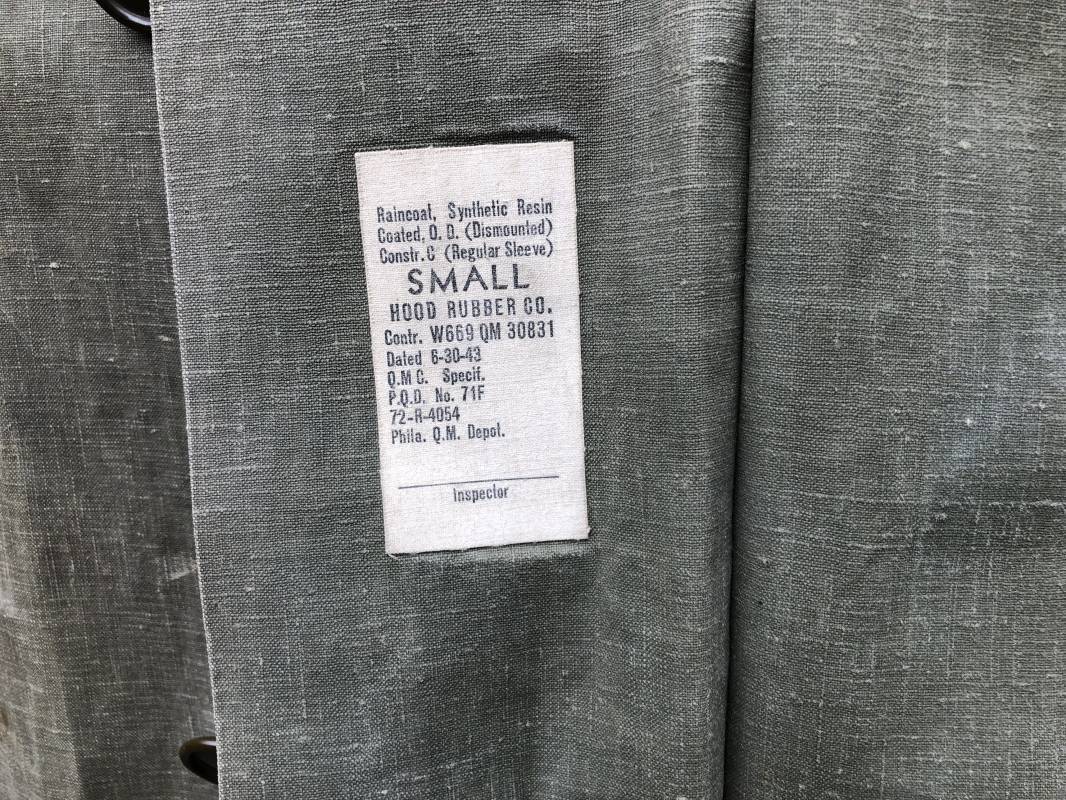 Raincoat, Synthetic Resin
Coated, O. D. (Dismounted)
Constr. C (Regular Sleeve)
SMALL
HOOD RUBBER CO.
Contr. W669 QM 30831
Dated 6-30-43
Q.M.C. Specif.
P.Q.D. No. 71F
72-R-4054
Phila. Q.M. Depot.
Inspector